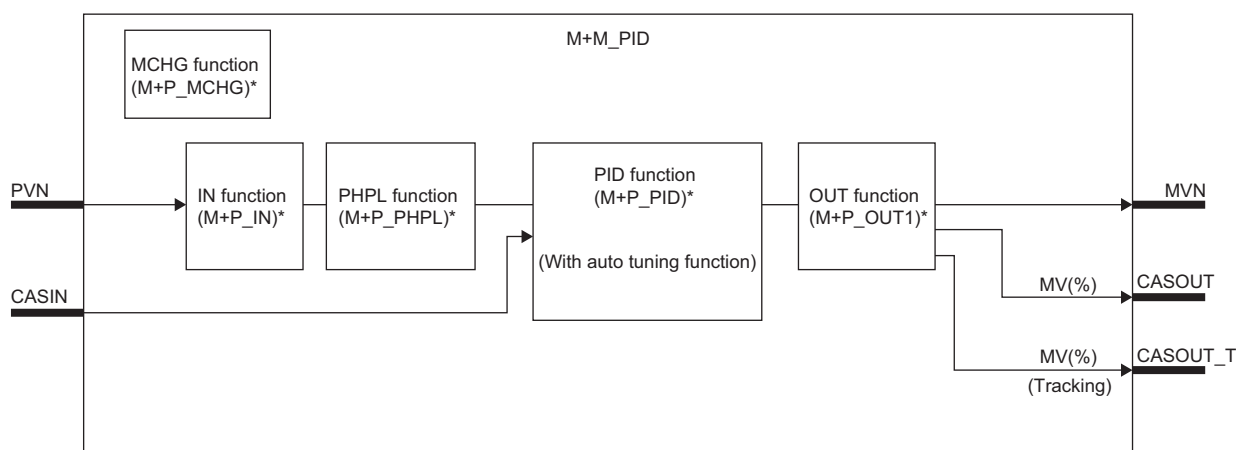 M+M_PID
MCHG function
(M+P_MCHG)*
PVN
IN function
(M+P_IN)*
PHPL function
(M+P_PHPL)*
PID function
(M+P_PID)*
(With auto tuning function)
OUT function
(M+P_OUT1)*
MVN
CASIN
MV(%)
CASOUT
MV(%)
(Tracking)
CASOUT_T